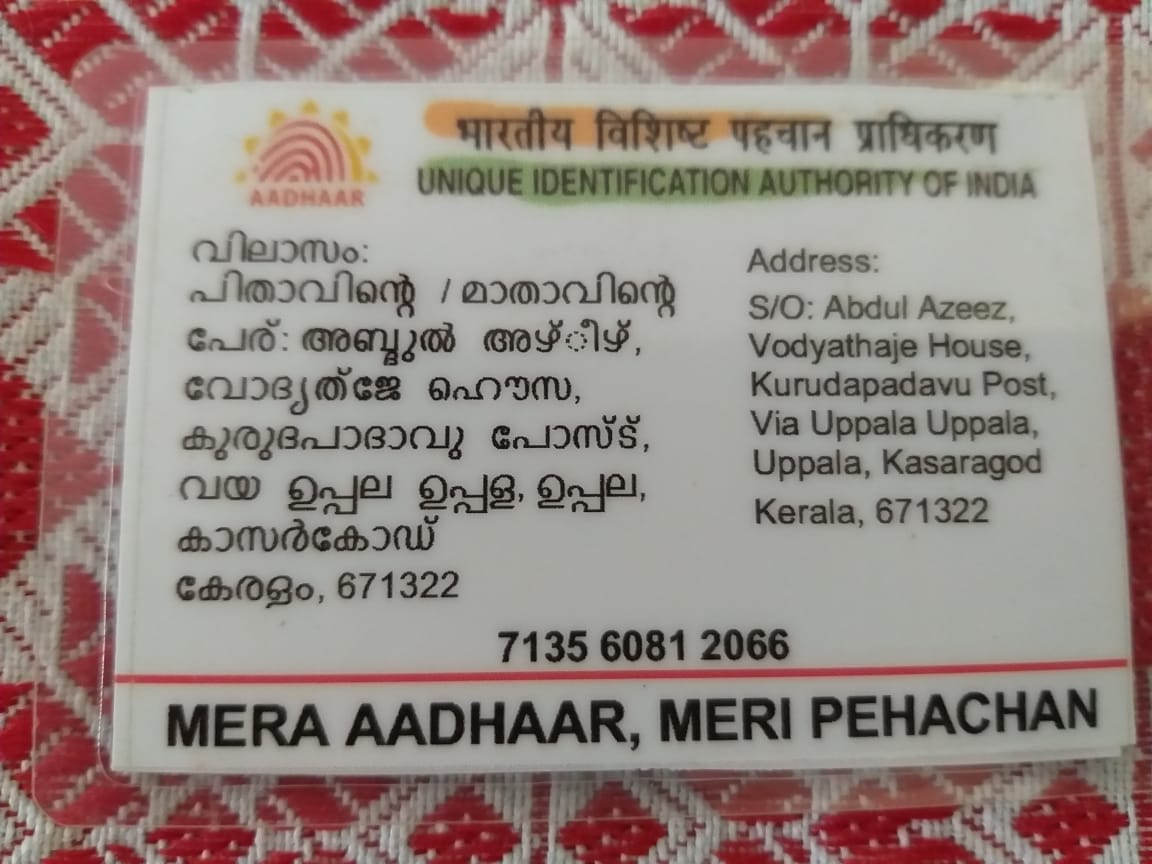 भारतीय विशिष्ट पहचान प्राधिकरण
UNIQUE IDENTIFICATION AUTHORITY OF INDIA
AADHAAR
വിലാസം:
പിതാവിന്റെ / മാതാവിന്റെ
പേര്: അബ്ദുൽ അഴ്ീഴ്,
വോദ്യത്ജേ ഹൌസ,
കുരുദപാദാവു പോസ്ട്,
വയ ഉപ്പല ഉപ്പള, ഉപ്പല,
കാസർകോഡ്
കേരളം, 671322
Address:
S/O: Abdul Azeez,
Vodyathaje House,
Kurudapadavu Post,
Via Uppala Uppala,
Uppala, Kasaragod
Kerala, 671322
7135 6081 2066
MERA AADHAAR, MERI PEHACHAN